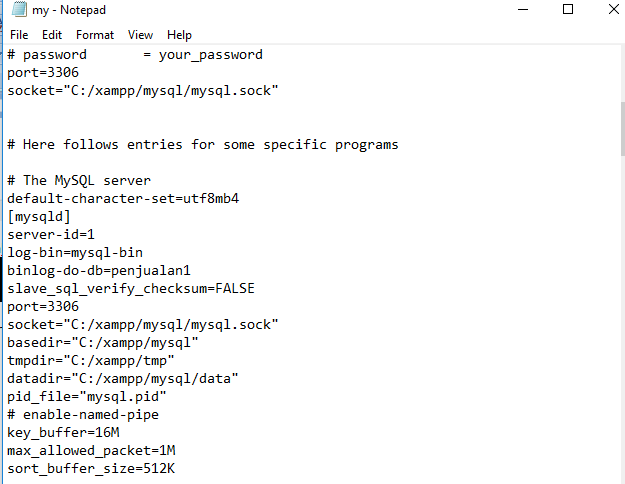 my - Notepad
File Edit Format View Help
# password       = your_password
port=3306
socket="C:/xampp/mysql/mysql.sock"
# Here follows entries for some specific programs
# The MySQL server
default-character-set=utf8mb4
[mysqld]
server-id=1
log-bin=mysql-bin
binlog-do-db=penjualan1
slave_sql_verify_checksum=FALSE
port=3306
socket="C:/xampp/mysql/mysql.sock"
basedir="C:/xampp/mysql"
tmpdir="C:/xampp/tmp"
datadir="C:/xampp/mysql/data"
pid_file="mysql.pid"
# enable-named-pipe
key_buffer=16M
max_allowed_packet=1M
sort_buffer_size=512K